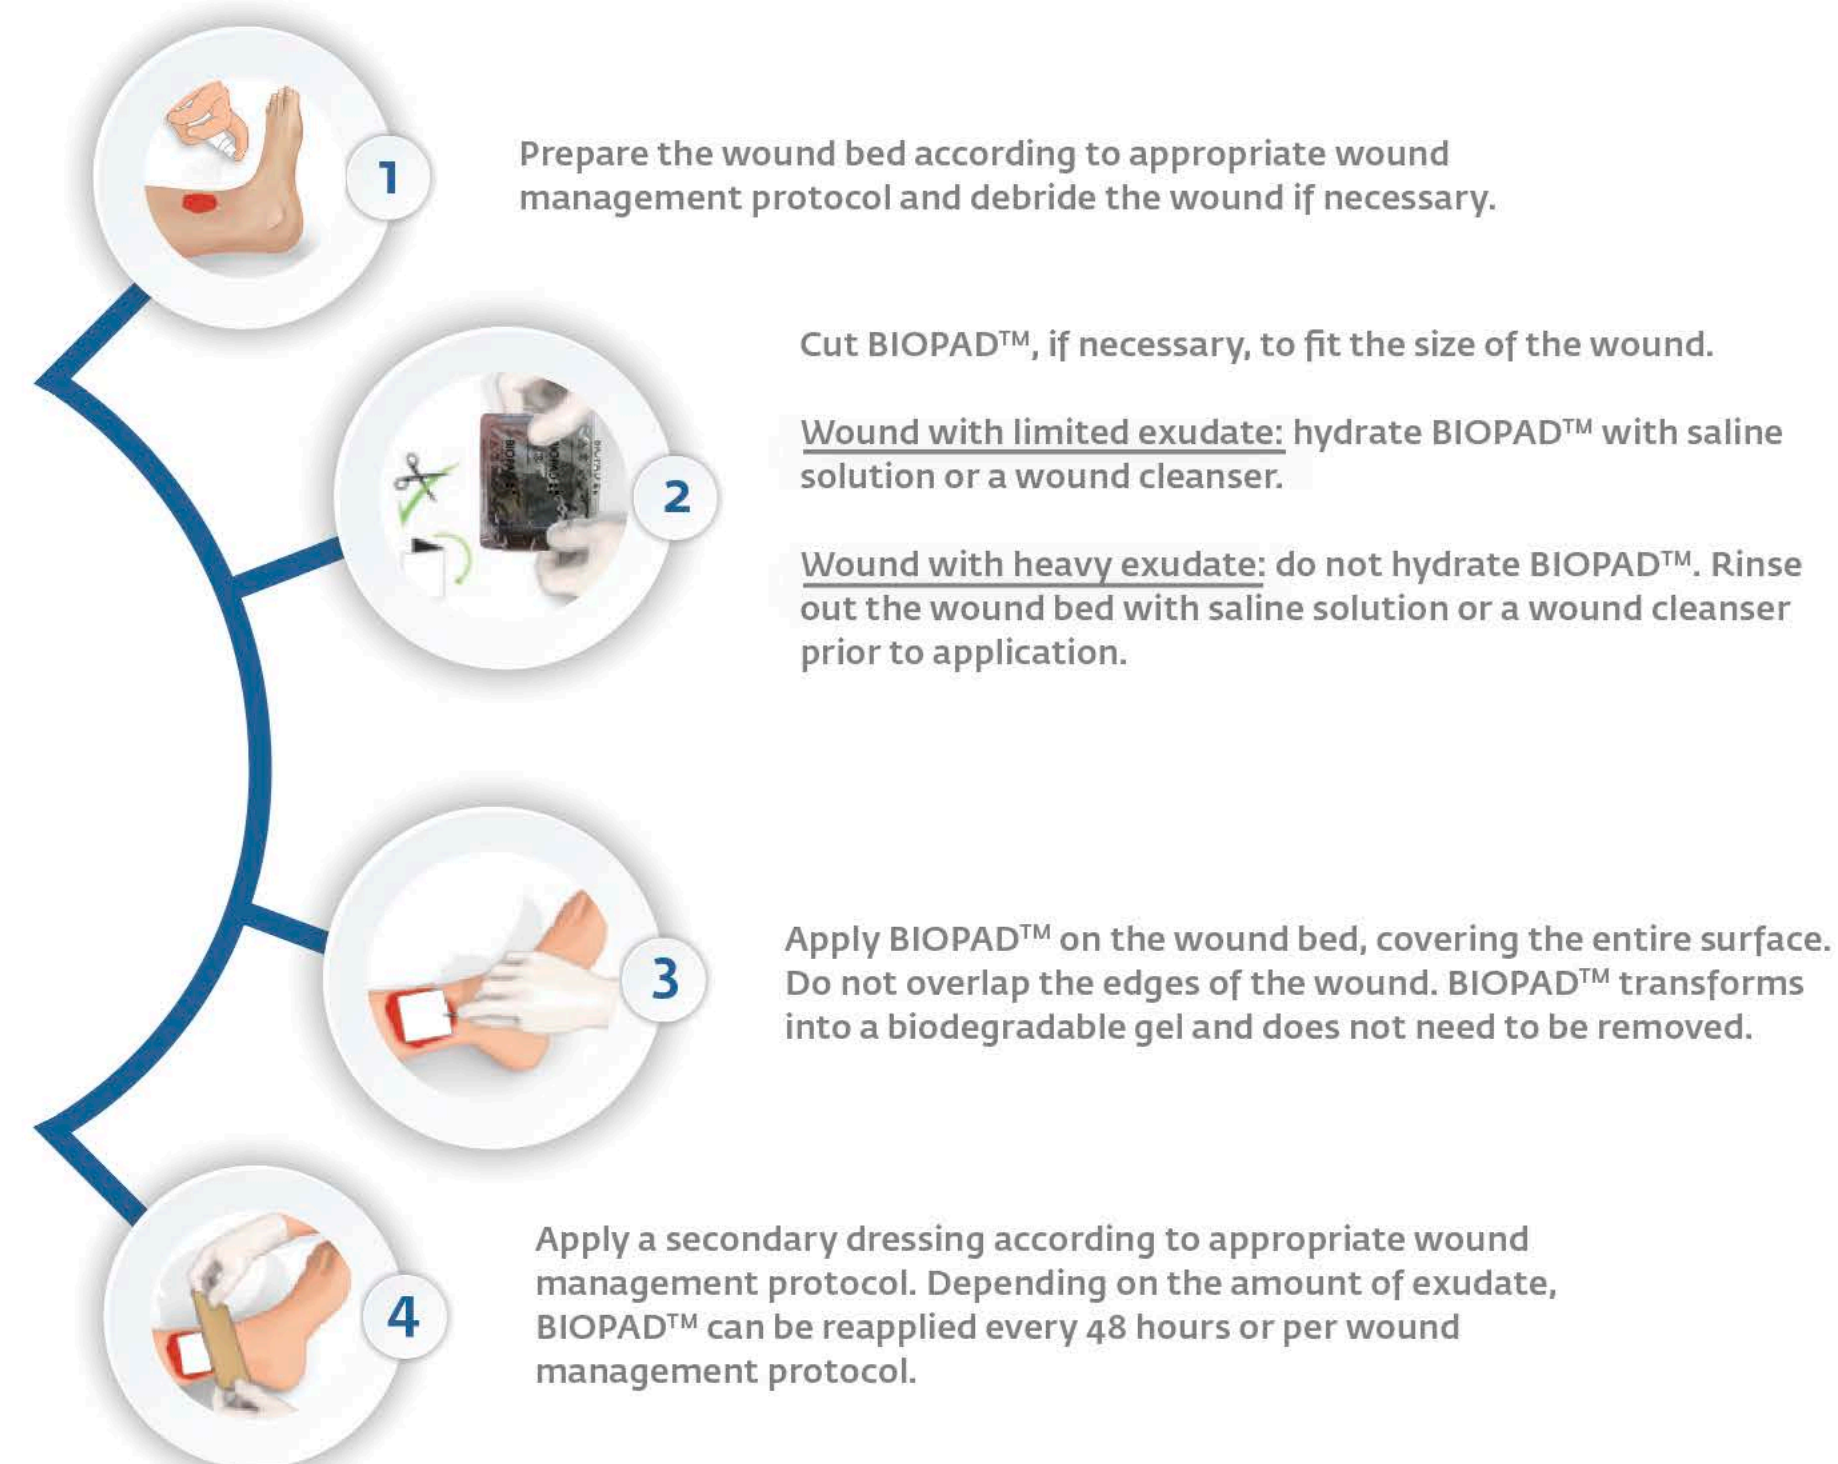 1
Prepare the wound bed according to appropriate wound
management protocol and debride the wound if necessary.
2
Cut BIOPAD™, if necessary, to fit the size of the wound.
Wound with limited exudate: hydrate BIOPAD™ with saline
solution or a wound cleanser.
Wound with heavy exudate: do not hydrate BIOPAD™. Rinse
out the wound bed with saline solution or a wound cleanser
prior to application.
3
Apply BIOPAD™ on the wound bed, covering the entire surface.
Do not overlap the edges of the wound. BIOPAD™ transforms
into a biodegradable gel and does not need to be removed.
4
Apply a secondary dressing according to appropriate wound
management protocol. Depending on the amount of exudate,
BIOPAD™ can be reapplied every 48 hours or per wound
management protocol.